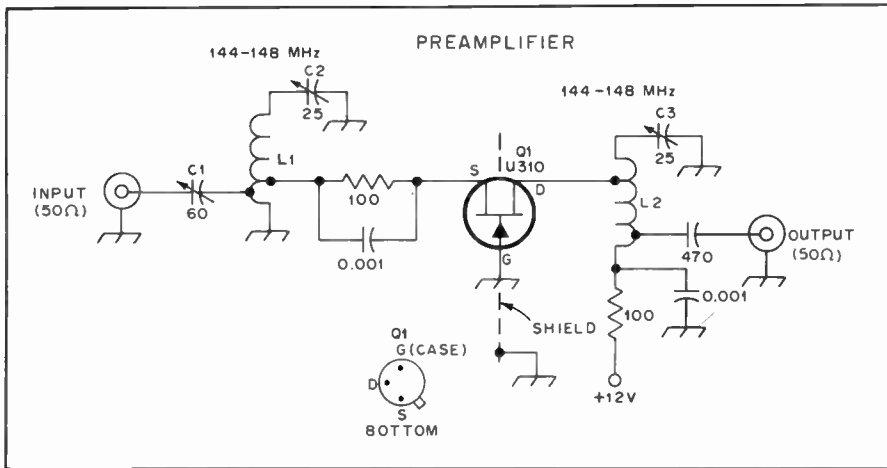 PREAMPLIFIER
144-148 MHz
C2
25
144-148 MHz
C3
25
L1
Q1
U310
S
D
C1
60
INPUT
(50Ω)
100
0.001
G
L2
470
OUTPUT
(50Ω)
0.001
100
SHIELD
+12V
Q1
G(CASE)
D
S
BOTTOM